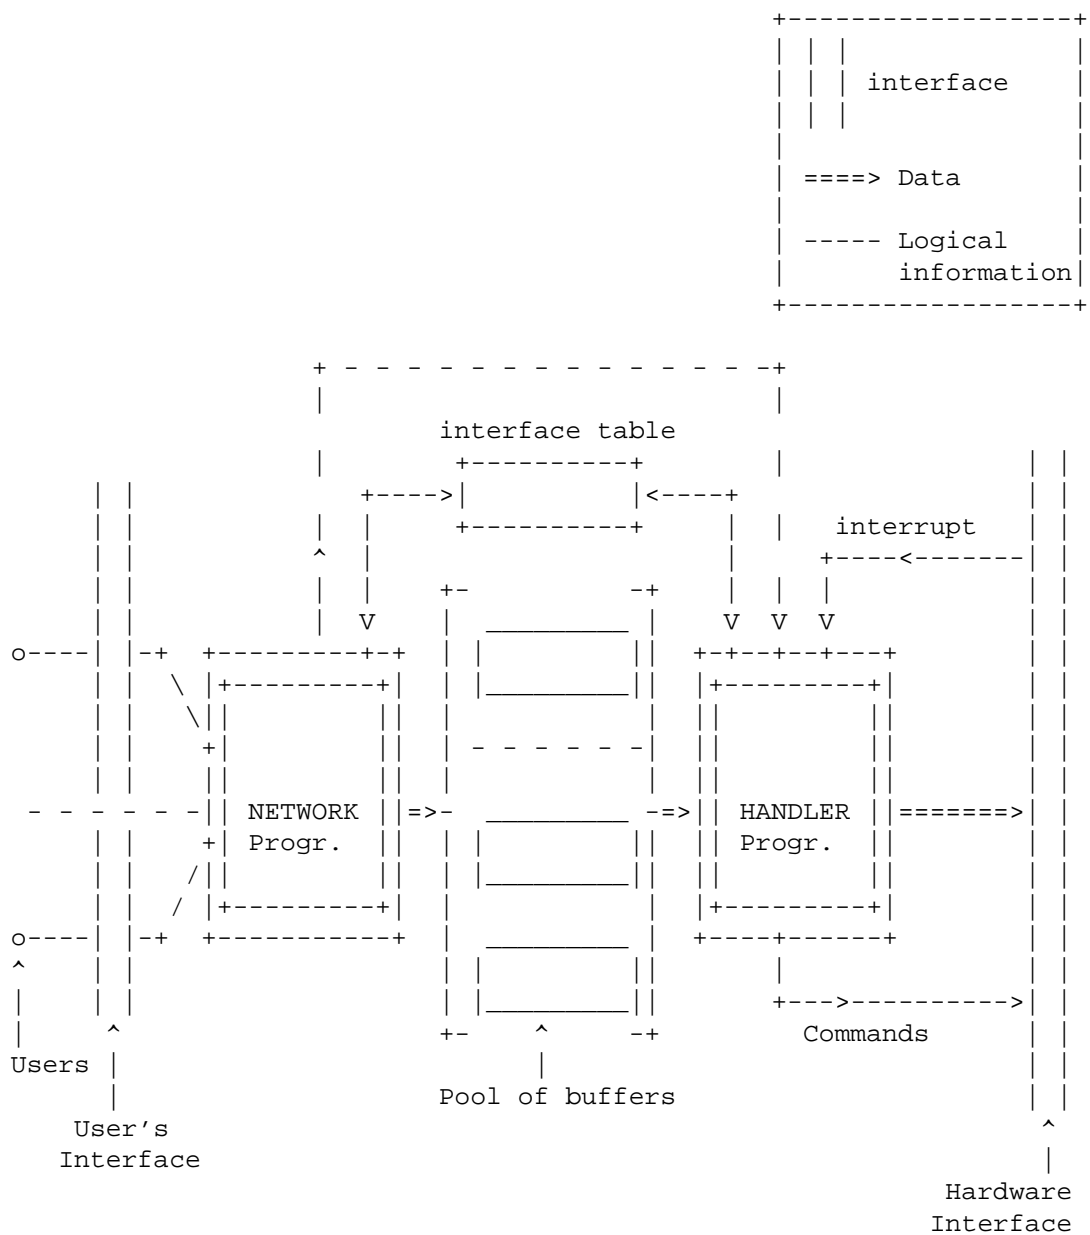 interface
====> Data
----- Logical
information
interface table
interrupt
NETWORK
Progr.
HANDLER
Progr.
Commands
Users
Pool of buffers
User's
Interface
Hardware
Interface